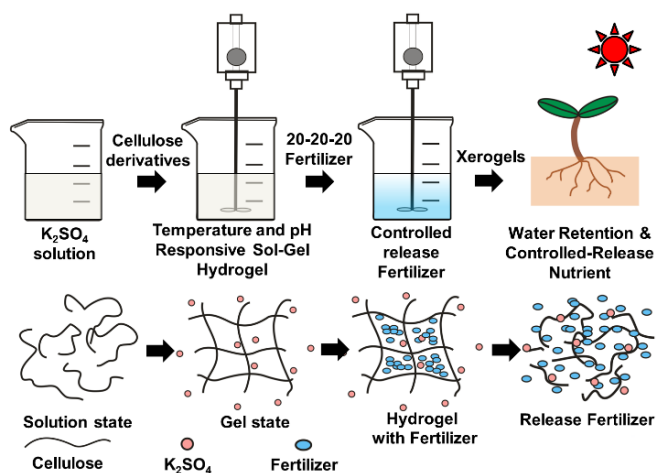 Cellulose
derivatives
20-20-20
Fertilizer
Xerogels
K₂SO₄
solution
Temperature and pH
Responsive Sol-Gel
Hydrogel
Controlled
release
Fertilizer
Water Retention &
Controlled-Release
Nutrient
Solution state
Gel state
Hydrogel
with Fertilizer
Release Fertilizer
Cellulose
K₂SO₄
Fertilizer